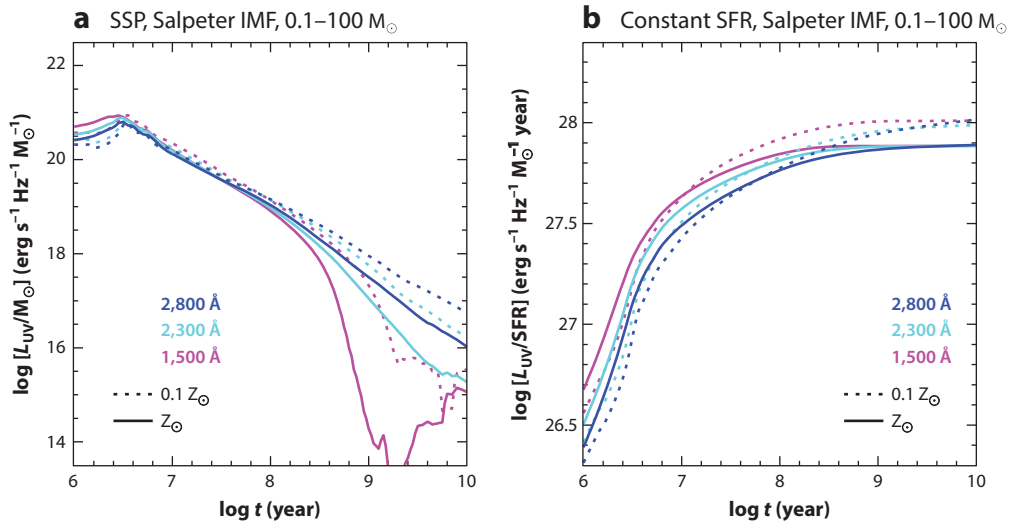 a SSP, Salpeter IMF, 0.1–100 M☉
log [L_UV/M☉] (erg s⁻¹ Hz⁻¹ M☉⁻¹)
22
20
18
16
14
2,800 Å
2,300 Å
1,500 Å
0.1 Z☉
Z☉
6 7 8 9 10
log t (year)
b Constant SFR, Salpeter IMF, 0.1–100 M☉
log [L_UV/SFR] (erg s⁻¹ Hz⁻¹ M☉⁻¹ year)
28
27.5
27
26.5
2,800 Å
2,300 Å
1,500 Å
0.1 Z☉
Z☉
6 7 8 9 10
log t (year)